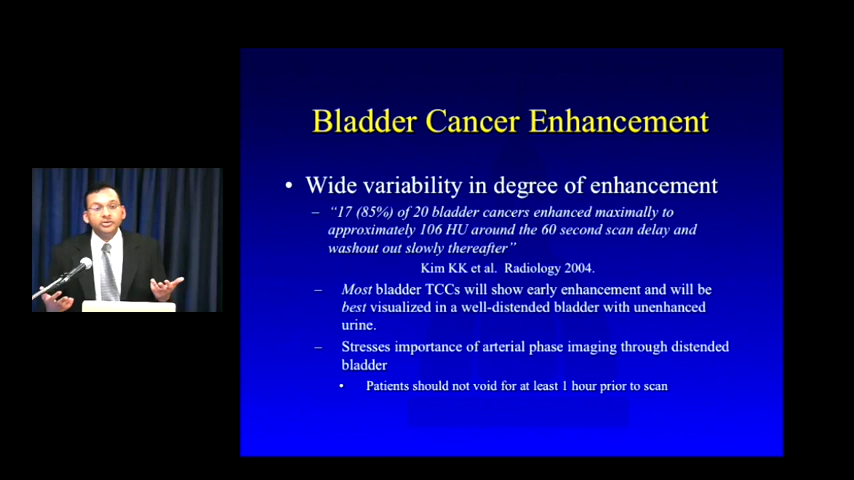 Bladder Cancer Enhancement
• Wide variability in degree of enhancement
– “17 (85%) of 20 bladder cancers enhanced maximally to
approximately 106 HU around the 60 second scan delay and
washout out slowly thereafter”
Kim KK et al. Radiology 2004.
– Most bladder TCCs will show early enhancement and will be
best visualized in a well-distended bladder with unenhanced
urine.
– Stresses importance of arterial phase imaging through distended
bladder
• Patients should not void for at least 1 hour prior to scan